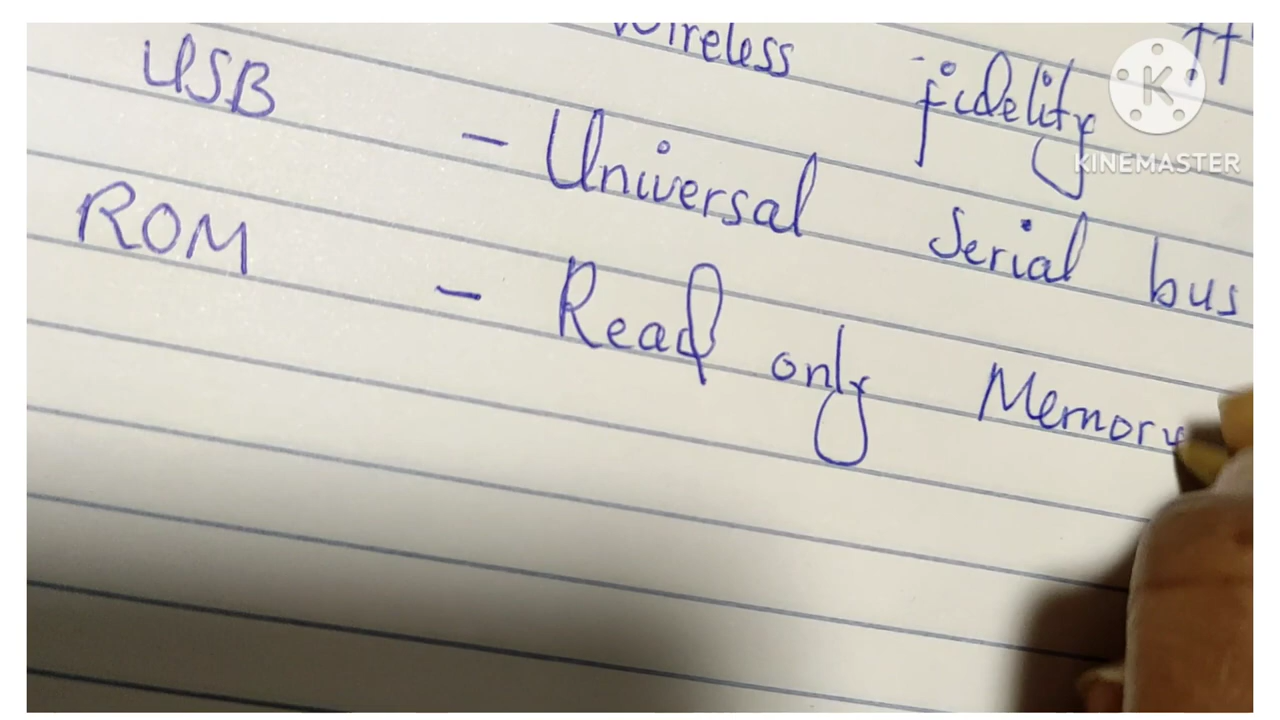 Wireless fidelity
USB - Universal Serial bus
ROM - Read only Memory
KINEMASTER